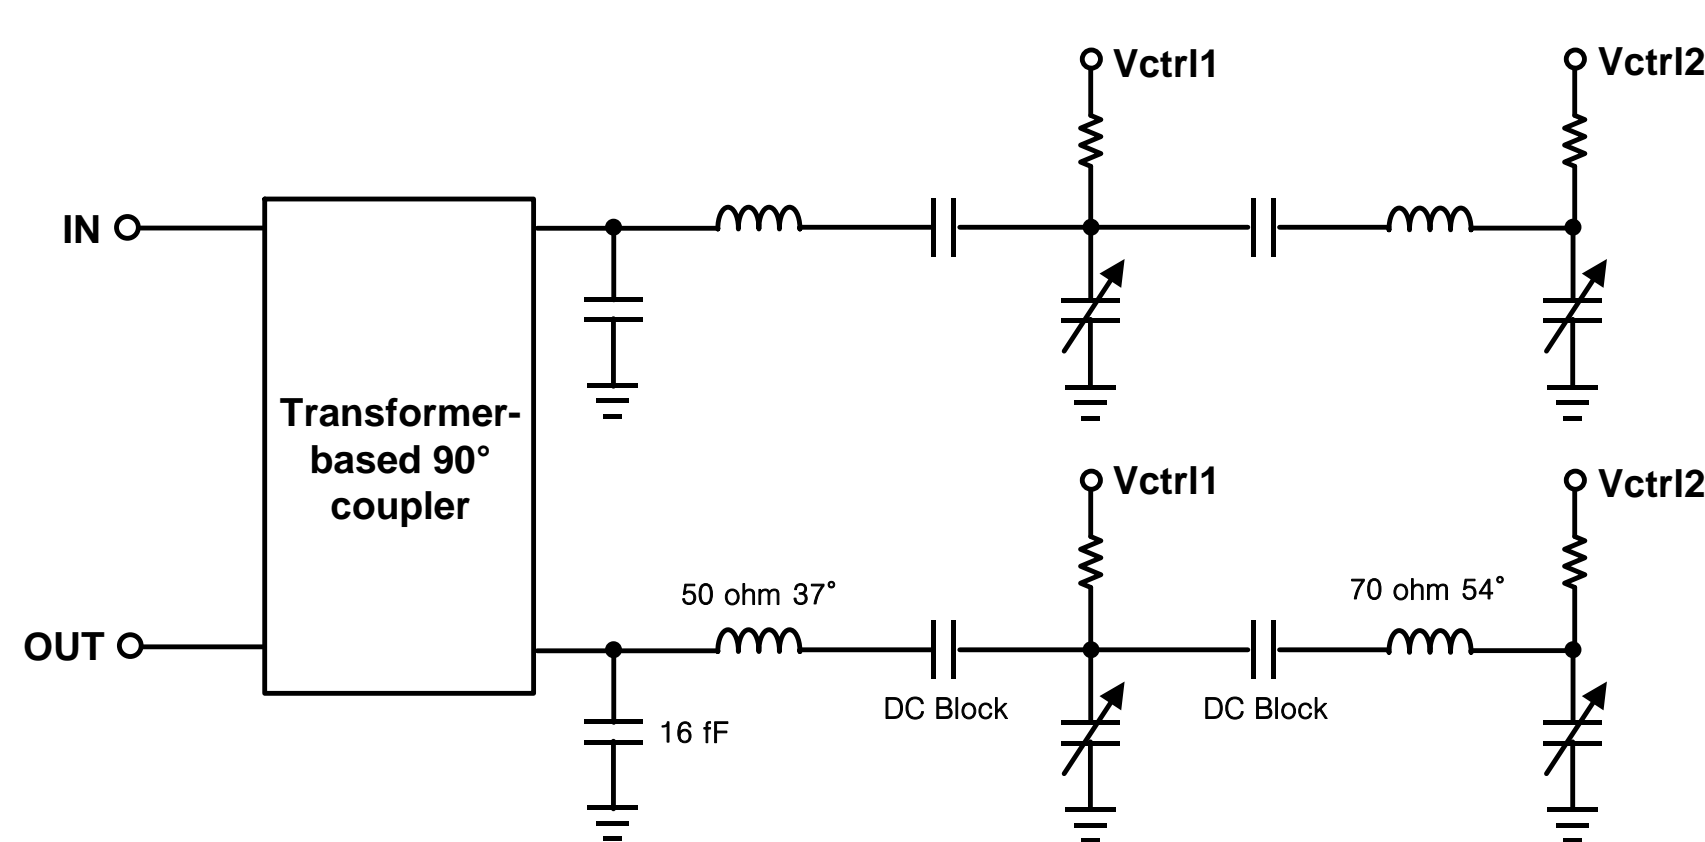 Vctrl1
Vctrl2
IN
Transformer-
based 90°
coupler
Vctrl1
Vctrl2
50 ohm 37°
70 ohm 54°
OUT
DC Block
DC Block
16 fF